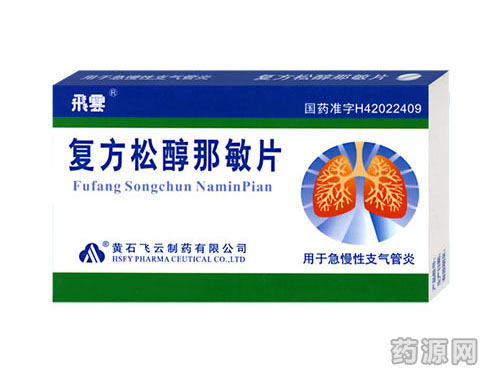 用于急慢性支气管炎
复方松醇那敏片
飛雲®
国药准字H42022409
复方松醇那敏片
Fufang Songchun NaminPian
黄石飞云制药有限公司
HSFY PHARMA CEUTICAL CO.,LTD
用于急慢性支气管炎
药源网